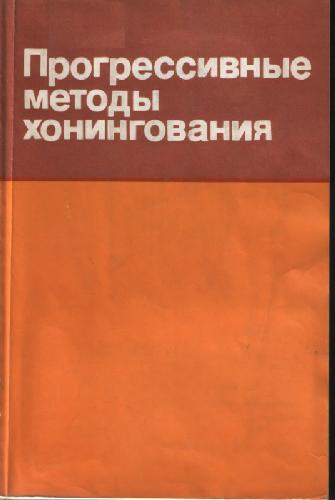 Прогрессивные
методы
хонингования